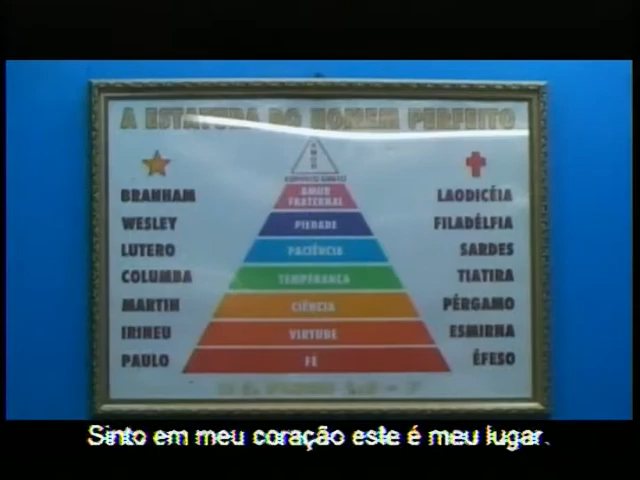 A ESTATURA DO HOMEM PERFEITO
AMOR
AMOR
FRATERNAL
BRANHAM
LAODICÉIA
WESLEY
PIEDADE
FILADÉLFIA
LUTERO
PACIÊNCIA
SARDES
COLUMBA
TEMPERANÇA
TIATIRA
MARTIN
CIÊNCIA
PÉRGAMO
IRINEU
VIRTUDE
ESMIRNA
PAULO
FÉ
ÉFESO
Sinto em meu coração este é meu lugar.